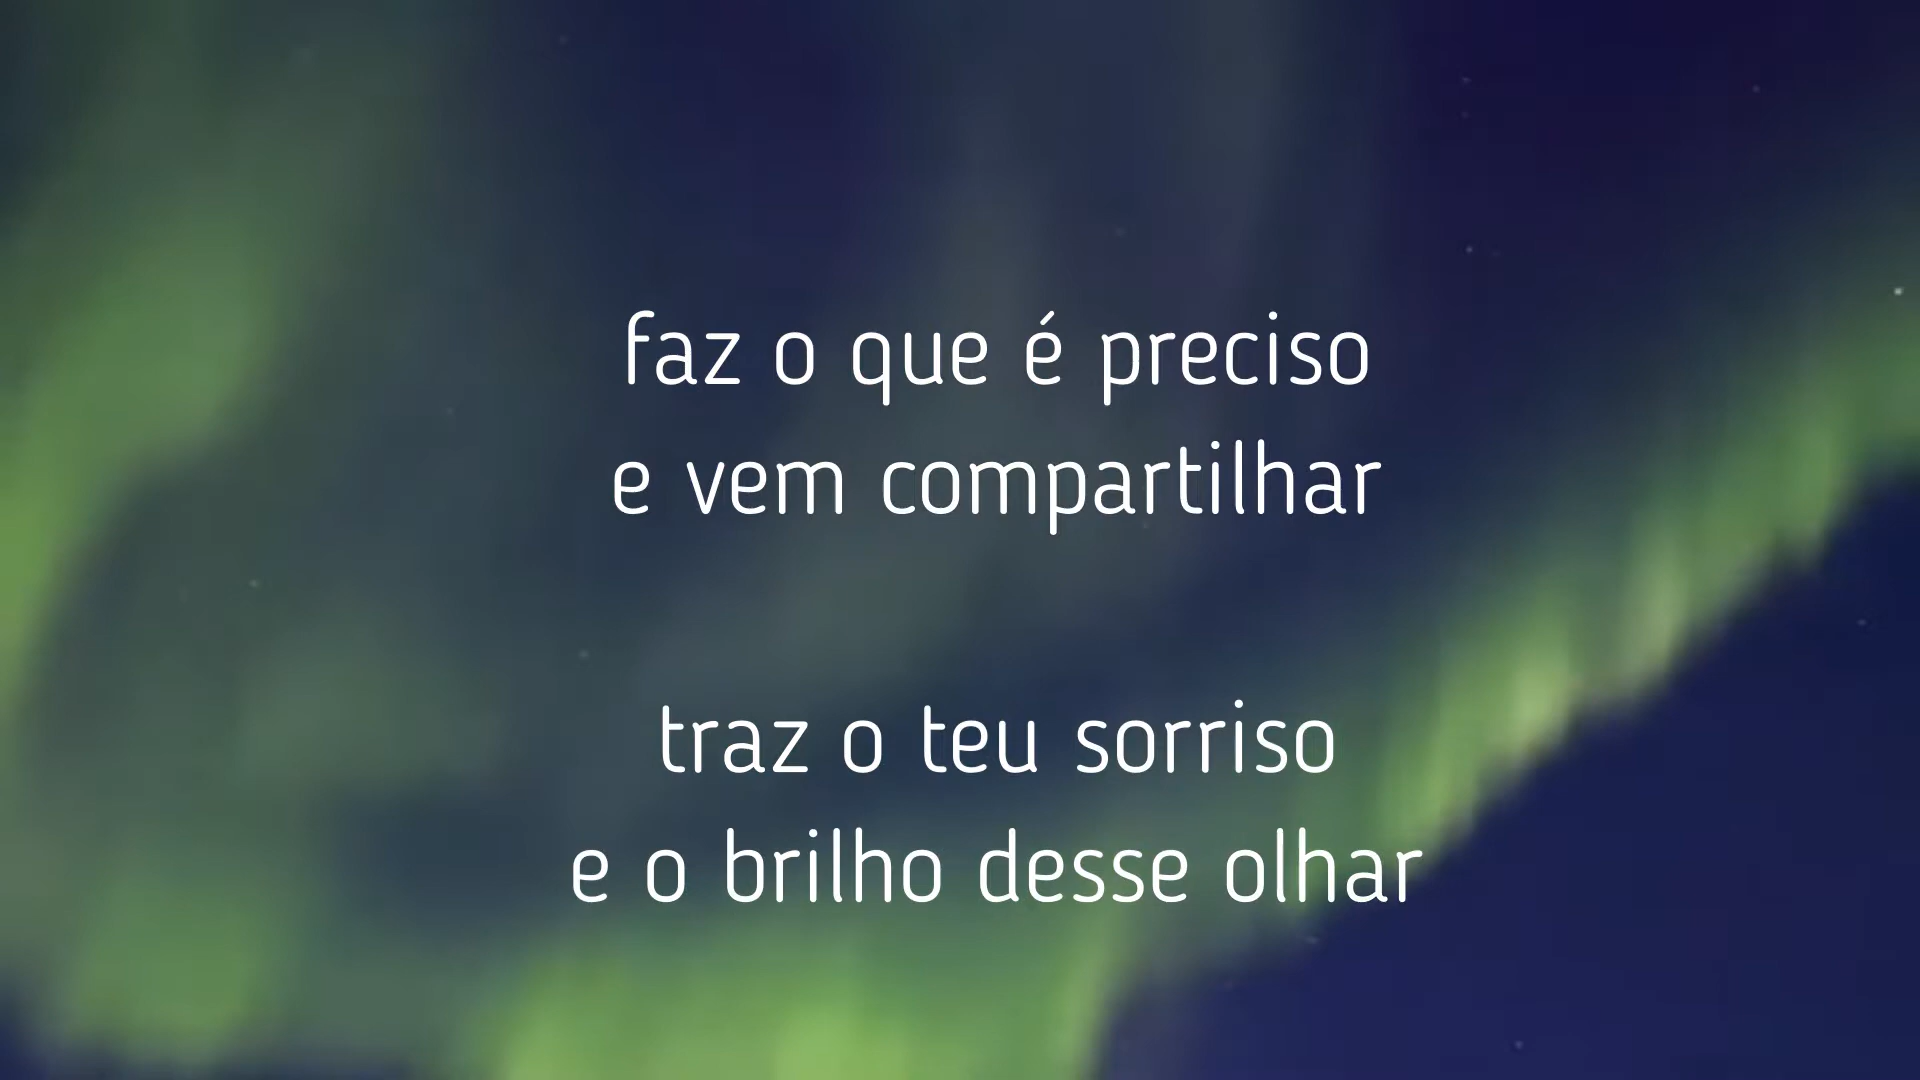 faz o que é preciso
e vem compartilhar
traz o teu sorriso
e o brilho desse olhar